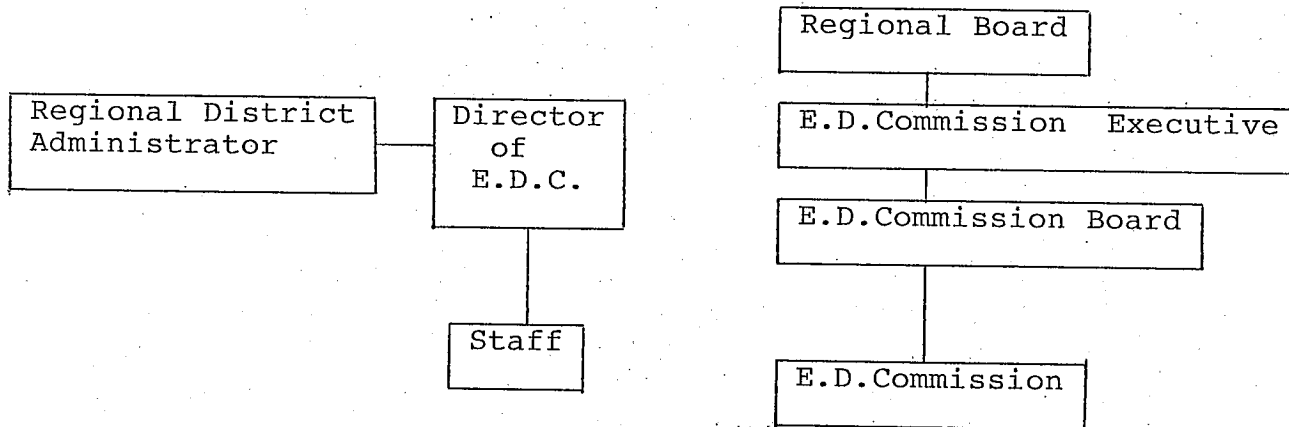 Regional District
Administrator
Director
of
E.D.C.
Staff
Regional Board
E.D.Commission Executive
E.D.Commission Board
E.D.Commission